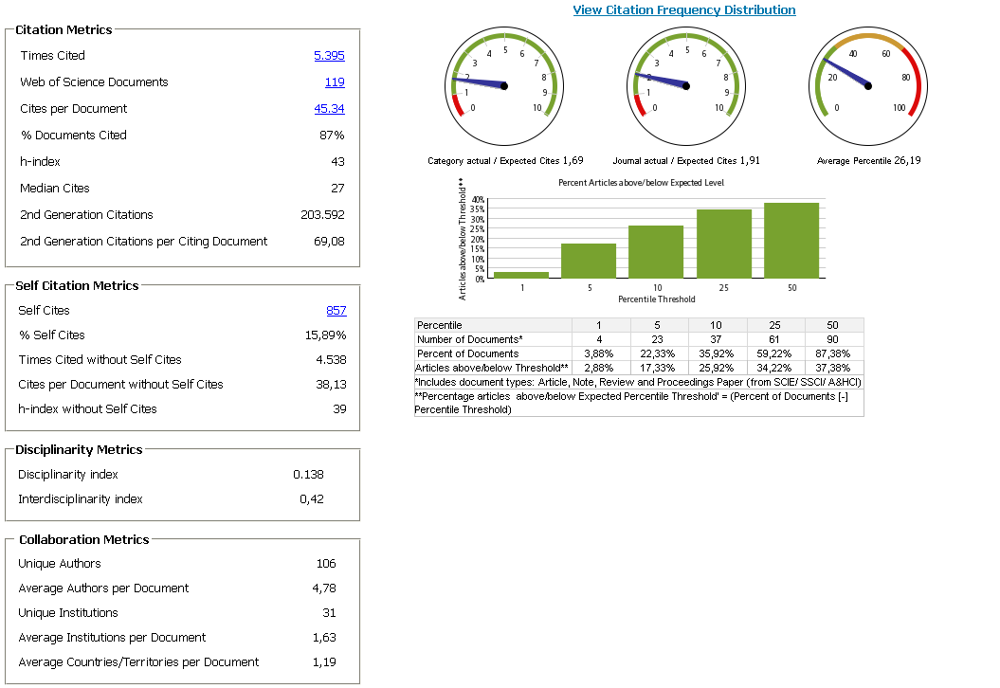 View Citation Frequency Distribution
Citation Metrics
Times Cited 5.395
Web of Science Documents 119
Cites per Document 45.34
% Documents Cited 87%
h-index 43
Median Cites 27
2nd Generation Citations 203.592
2nd Generation Citations per Citing Document 69,08
Self Citation Metrics
Self Cites 857
% Self Cites 15,89%
Times Cited without Self Cites 4.538
Cites per Document without Self Cites 38,13
h-index without Self Cites 39
Disciplinarity Metrics
Disciplinarity index 0.138
Interdisciplinarity index 0,42
Collaboration Metrics
Unique Authors 106
Average Authors per Document 4,78
Unique Institutions 31
Average Institutions per Document 1,63
Average Countries/Territories per Document 1,19
0 1 2 3 4 5 6 7 8 9 10
Category actual / Expected Cites 1,69
0 1 2 3 4 5 6 7 8 9 10
Journal actual / Expected Cites 1,91
0 20 40 60 80 100
Average Percentile 26,19
Percent Articles above/below Expected Level
Articles above/below Threshold**
40%
35%
30%
25%
20%
15%
10%
5%
0%
1 5 10 25 50
Percentile Threshold
Percentile 1 5 10 25 50
Number of Documents* 4 23 37 61 90
Percent of Documents 3,88% 22,33% 35,92% 59,22% 87,38%
Articles above/below Threshold** 2,88% 17,33% 25,92% 34,22% 37,38%
*Includes document types: Article, Note, Review and Proceedings Paper (from SCIE/ SSCI/ A&HCI)
**Percentage articles above/below Expected Percentile Threshold' = (Percent of Documents [-]
Percentile Threshold)